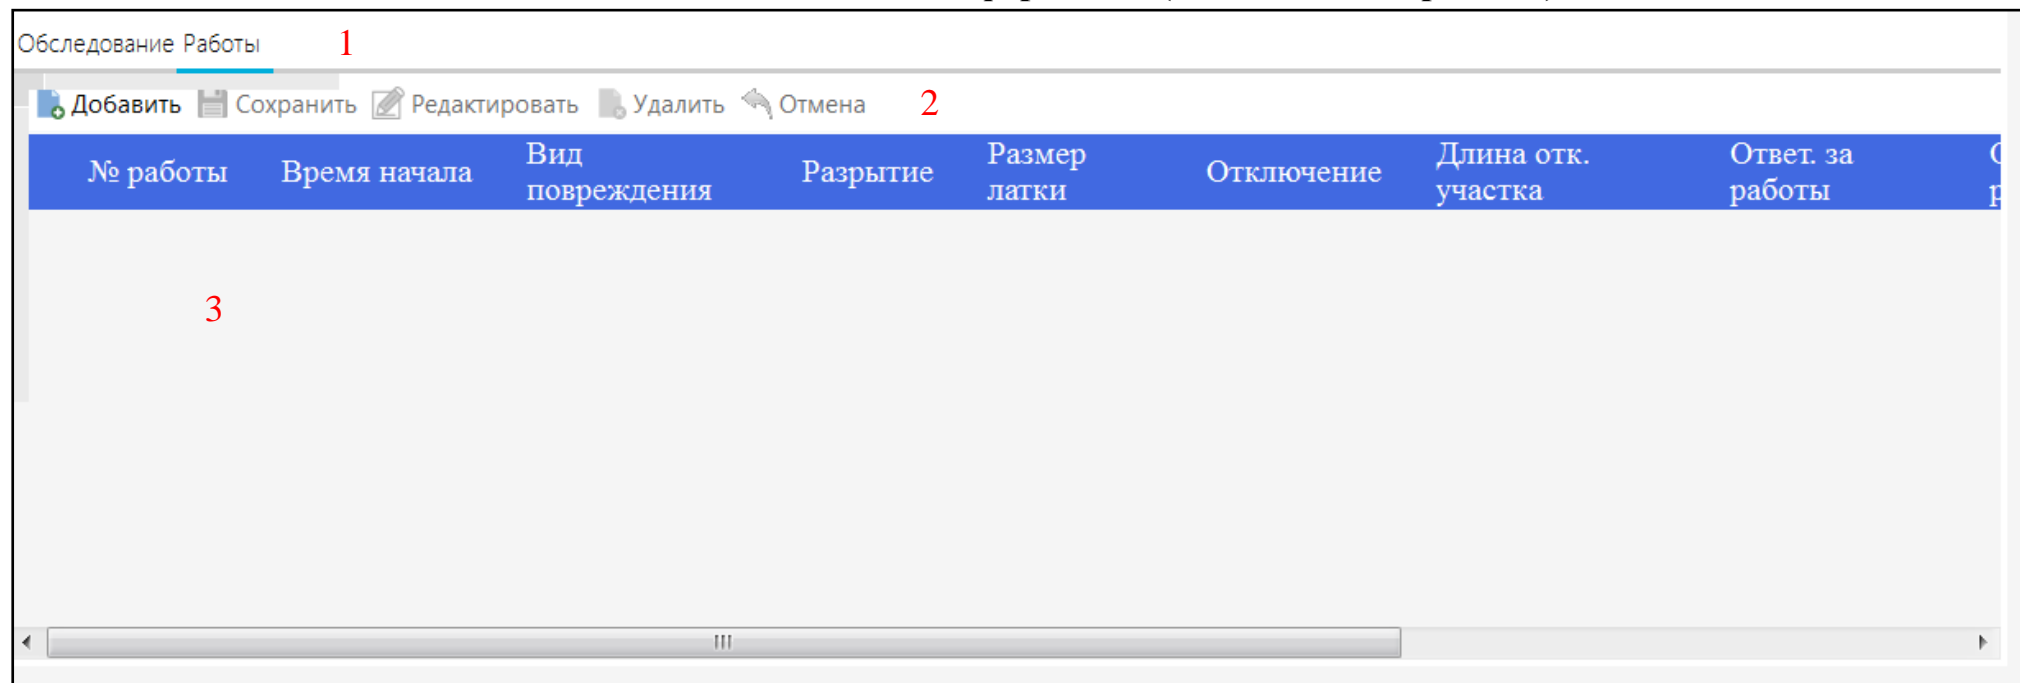 Обследование Работы 1
Добавить Сохранить Редактировать Удалить Отмена 2
№ работы Время начала Вид повреждения Разрытие Размер латки Отключение Длина отк. участка Ответ. за работы
3